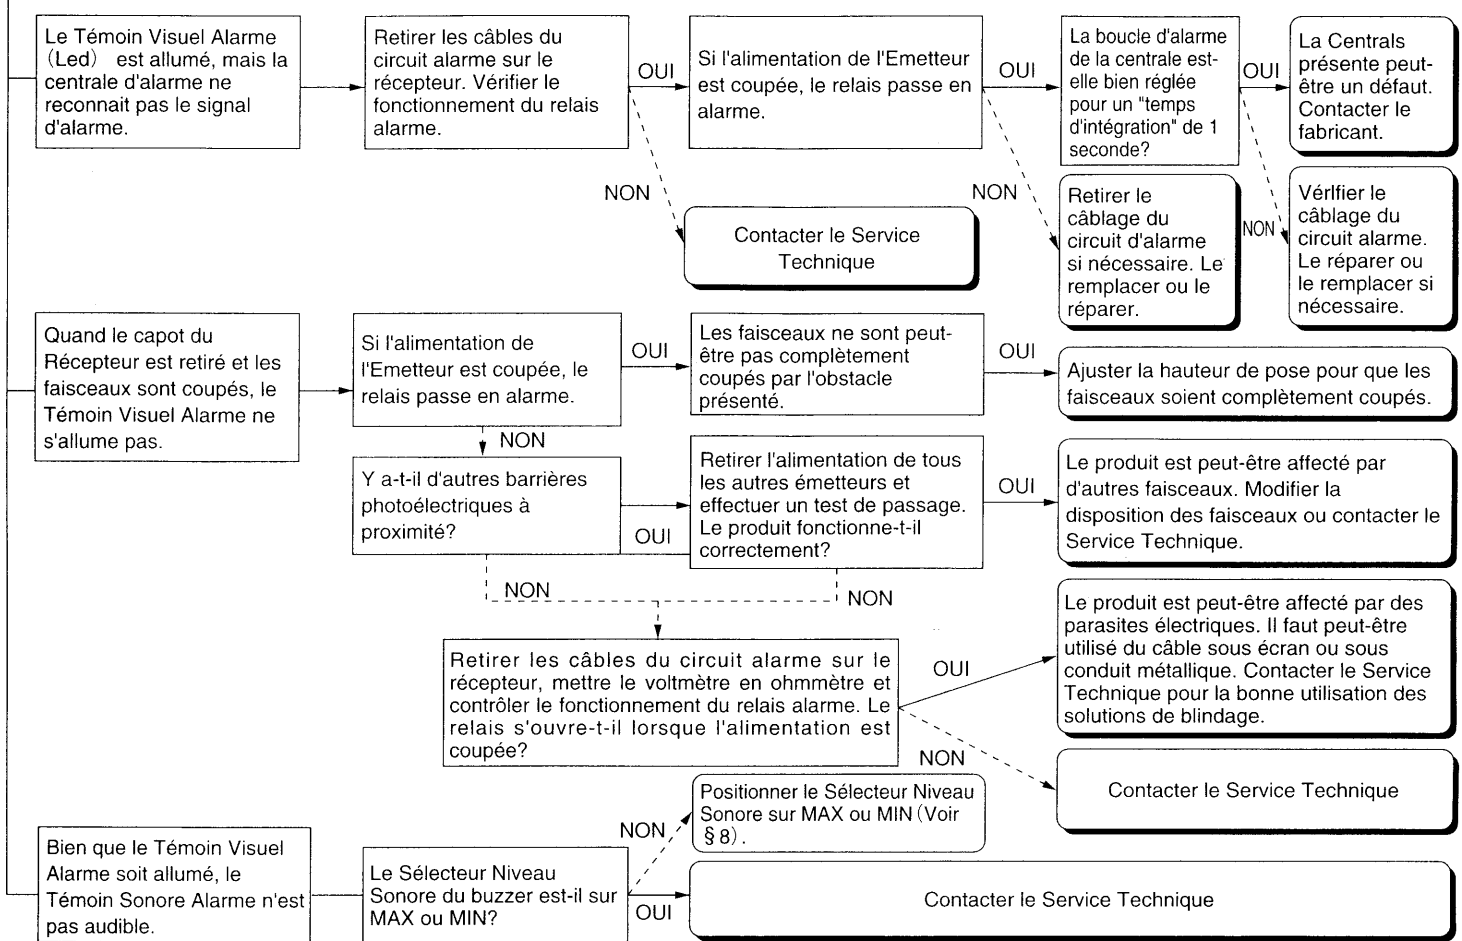 Le Témoin Visuel Alarme
(Led) est allumé, mais la
centrale d'alarme ne
reconnait pas le signal
d'alarme.
Retirer les câbles du
circuit alarme sur le
récepteur. Vérifier le
fonctionnement du relais
alarme.
OUI
Si l'alimentation de l'Emetteur
est coupée, le relais passe en
alarme.
OUI
La boucle d'alarme
de la centrale est-
elle bien réglée
pour un "temps
d'intégration" de 1
seconde?
OUI
La Centrals
présente peut-
être un défaut.
Contacter le
fabricant.
NON
Contacter le Service
Technique
NON
Retirer le
câblage du
circuit d'alarme
si nécessaire. Le
remplacer ou le
réparer.
NON
Vérlfier le
câblage du
circuit alarme.
Le réparer ou
le remplacer si
nécessaire.
Quand le capot du
Récepteur est retiré et les
faisceaux sont coupés, le
Témoin Visuel Alarme ne
s'allume pas.
Si l'alimentation de
l'Emetteur est coupée, le
relais passe en alarme.
OUI
Les faisceaux ne sont peut-
être pas complètement
coupés par l'obstacle
présenté.
OUI
Ajuster la hauteur de pose pour que les
faisceaux soient complètement coupés.
NON
Y a-t-il d'autres barrières
photoélectriques à
proximité?
OUI
Retirer l'alimentation de tous
les autres émetteurs et
effectuer un test de passage.
Le produit fonctionne-t-il
correctement?
OUI
Le produit est peut-être affecté par
d'autres faisceaux. Modifier la
disposition des faisceaux ou contacter le
Service Technique.
NON
NON
Retirer les câbles du circuit alarme sur le
récepteur, mettre le voltmètre en ohmmètre et
contrôler le fonctionnement du relais alarme. Le
relais s'ouvre-t-il lorsque l'alimentation est
coupée?
OUI
Le produit est peut-être affecté par des
parasites électriques. Il faut peut-être
utilisé du câble sous écran ou sous
conduit métallique. Contacter le Service
Technique pour la bonne utilisation des
solutions de blindage.
NON
Contacter le Service Technique
Bien que le Témoin Visuel
Alarme soit allumé, le
Témoin Sonore Alarme n'est
pas audible.
Le Sélecteur Niveau
Sonore du buzzer est-il sur
MAX ou MIN?
NON
Positionner le Sélecteur Niveau
Sonore sur MAX ou MIN (Voir
§ 8).
OUI
Contacter le Service Technique